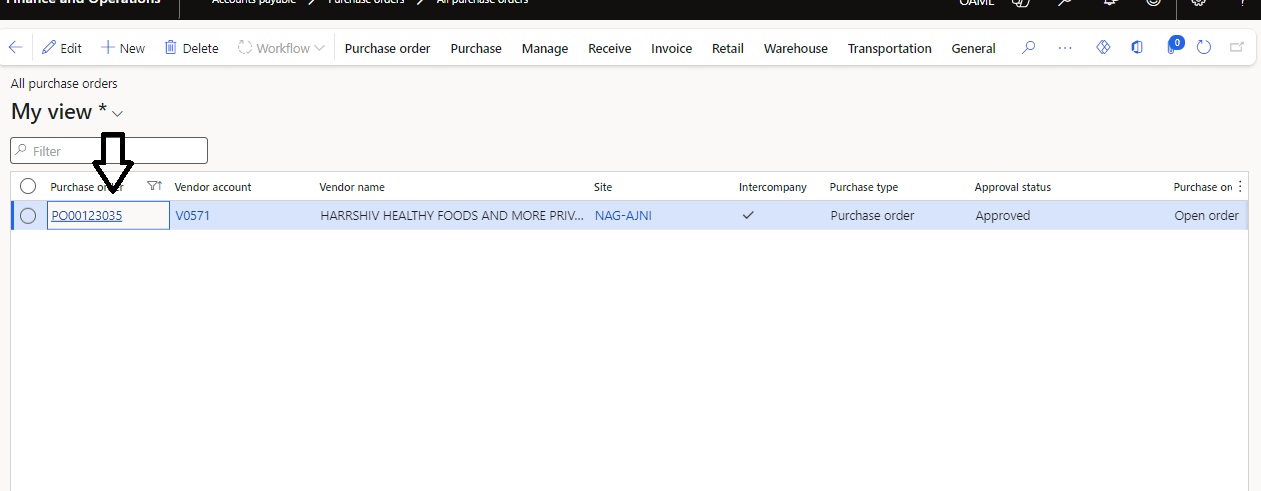 Finance and Operations Accounts payable Purchase orders All purchase orders OAML ?
Edit New Delete Workflow Purchase order Purchase Manage Receive Invoice Retail Warehouse Transportation General ... 0
All purchase orders
My view *
Filter
Purchase order Vendor account Vendor name Site Intercompany Purchase type Approval status Purchase or
PO00123035 V0571 HARRSHIV HEALTHY FOODS AND MORE PRIV... NAG-AJNI Purchase order Approved Open order